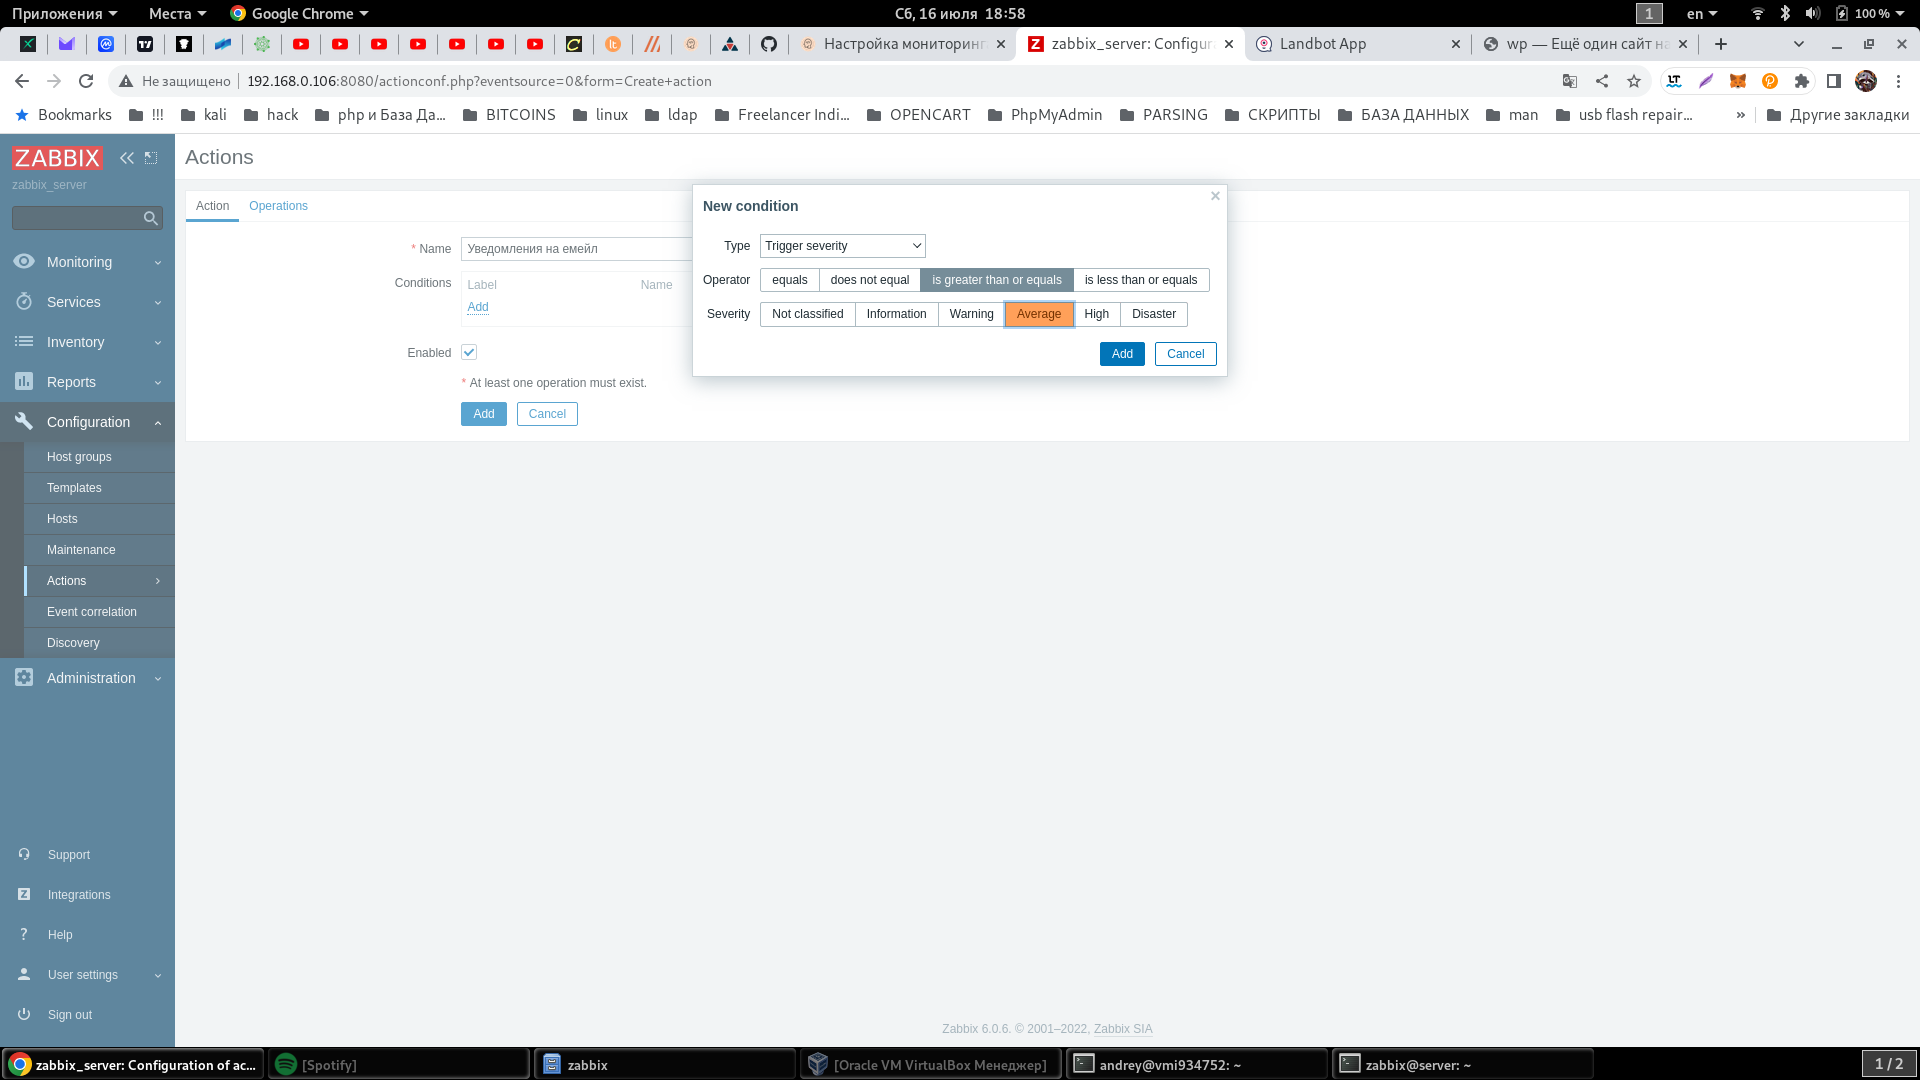 Приложения Места Google Chrome Сб, 16 июля 18:58 1 en 100 %
Настройка мониторинг zabbix_server: Configur Landbot App wp — Ещё один сайт на
Не защищено 192.168.0.106:8080/actionconf.php?eventsource=0&form=Create+action
Bookmarks !!! kali hack php и База Да... BITCOINS linux ldap Freelancer Indi... OPENCART PhpMyAdmin PARSING СКРИПТЫ БАЗА ДАННЫХ man usb flash repair... » Другие закладки
ZABBIX
zabbix_server
Monitoring
Services
Inventory
Reports
Configuration
Host groups
Templates
Hosts
Maintenance
Actions
Event correlation
Discovery
Administration
Support
Integrations
Help
User settings
Sign out
Actions
Action Operations
* Name Уведомления на емейл
Conditions Label Name
Add
Enabled
* At least one operation must exist.
Add Cancel
New condition
Type Trigger severity
Operator equals does not equal is greater than or equals is less than or equals
Severity Not classified Information Warning Average High Disaster
Add Cancel
Zabbix 6.0.6. © 2001–2022, Zabbix SIA
zabbix_server: Configuration of ac... [Spotify] zabbix [Oracle VM VirtualBox Менеджер] andrey@vmi934752: ~ zabbix@server: ~ 1 / 2